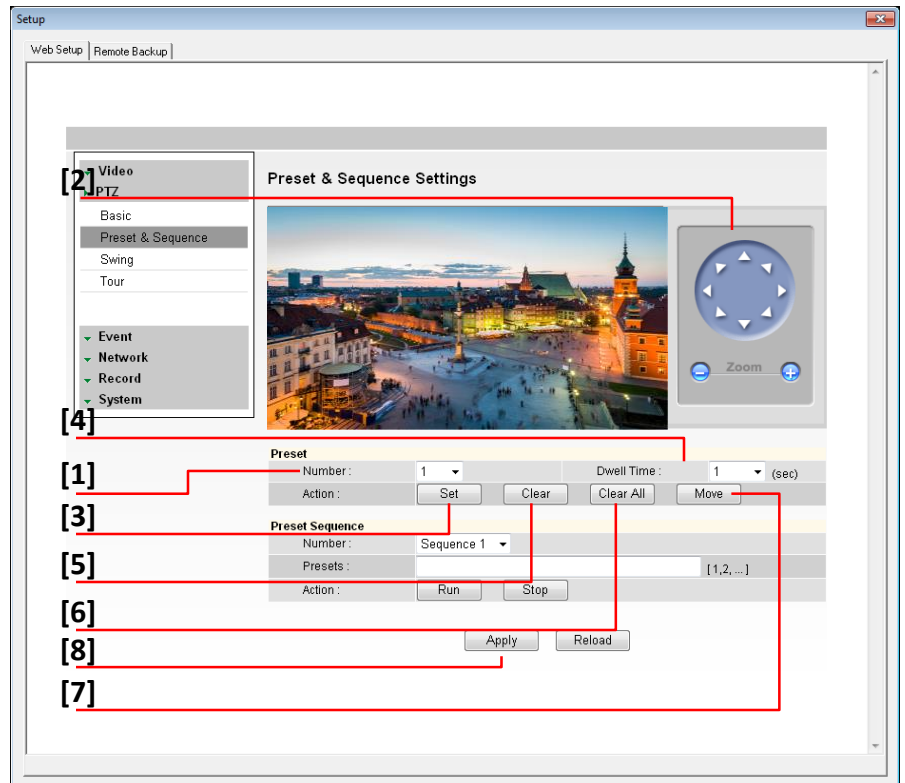 Setup
Web Setup Remote Backup
Video
[2]
PTZ
Basic
Preset & Sequence
Swing
Tour
Event
Network
Record
System
Preset & Sequence Settings
Zoom
[4]
Preset
[1]
Number : 1 Dwell Time : 1 (sec)
Action : Set Clear Clear All Move
[3]
Preset Sequence
Number : Sequence 1
[5]
Presets : [ 1,2, ... ]
Action : Run Stop
[6]
Apply Reload
[8]
[7]